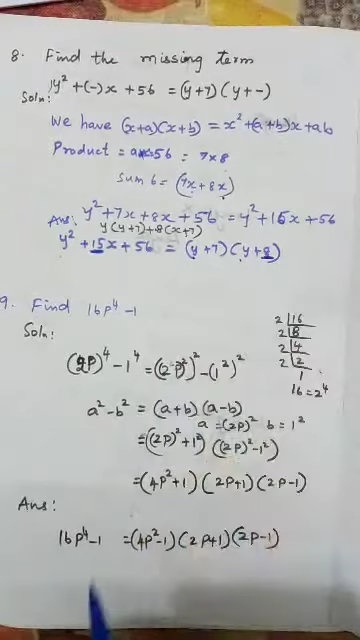 8. Find the missing term
y² + (-)x + 56 = (y+7)(y+-)
Soln:
We have (x+a)(x+b) = x² + (a+b)x + ab
Product = 56 = 7x8
Sum 6 = (7x + 8x)
Ans: y² + 7x + 8x + 56 = y² + 15x + 56
y(y+7) + 8(x+7)
y² + 15x + 56 = (y+7)(y+8)
9. Find 16p⁴ - 1
Soln:
2 | 16
2 | 8
2 | 4
2 | 2
1
16 = 2⁴
(2p)⁴ - 1⁴ = (2p)²)² - (1²)²
a² - b² = (a+b)(a-b)
a = (2p)² b = 1²
= ((2p)² + 1²) ((2p)² - 1²)
= (4p² + 1)(2p+1)(2p-1)
Ans:
16p⁴ - 1 = (4p² - 1)(2p+1)(2p-1)